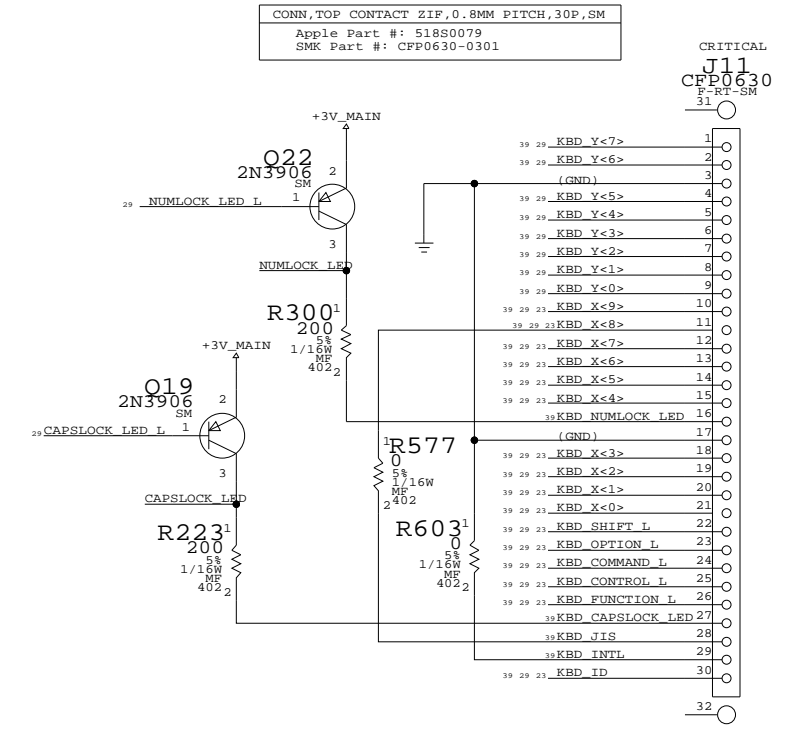 CONN,TOP CONTACT ZIF,0.8MM PITCH,30P,SM
Apple Part #: 518S0079
SMK Part #: CFP0630-0301
CRITICAL
J11
CFP0630
F-RT-SM
31
+3V_MAIN
Q22
2N3906
SM
2
1
3
29 NUMLOCK_LED_L
NUMLOCK_LED
R300
1
200
5%
1/16W
MF
402
2
+3V_MAIN
Q19
2N3906
SM
2
1
3
29 CAPSLOCK_LED_L
CAPSLOCK_LED
R223
1
200
5%
1/16W
MF
402
2
1
R577
0
5%
1/16W
MF
402
2
R603
1
0
5%
1/16W
MF
402
2
39 29 KBD_Y<7> 1
39 29 KBD_Y<6> 2
(GND) 3
39 29 KBD_Y<5> 4
39 29 KBD_Y<4> 5
39 29 KBD_Y<3> 6
39 29 KBD_Y<2> 7
39 29 KBD_Y<1> 8
39 29 KBD_Y<0> 9
39 29 23 KBD_X<9> 10
39 29 23 KBD_X<8> 11
39 29 23 KBD_X<7> 12
39 29 23 KBD_X<6> 13
39 29 23 KBD_X<5> 14
39 29 23 KBD_X<4> 15
39 KBD_NUMLOCK_LED 16
(GND) 17
39 29 23 KBD_X<3> 18
39 29 23 KBD_X<2> 19
39 29 23 KBD_X<1> 20
39 29 23 KBD_X<0> 21
39 29 23 KBD_SHIFT_L 22
39 29 23 KBD_OPTION_L 23
39 29 23 KBD_COMMAND_L 24
39 29 23 KBD_CONTROL_L 25
39 29 23 KBD_FUNCTION_L 26
39 KBD_CAPSLOCK_LED 27
39 KBD_JIS 28
39 KBD_INTL 29
39 29 23 KBD_ID 30
32